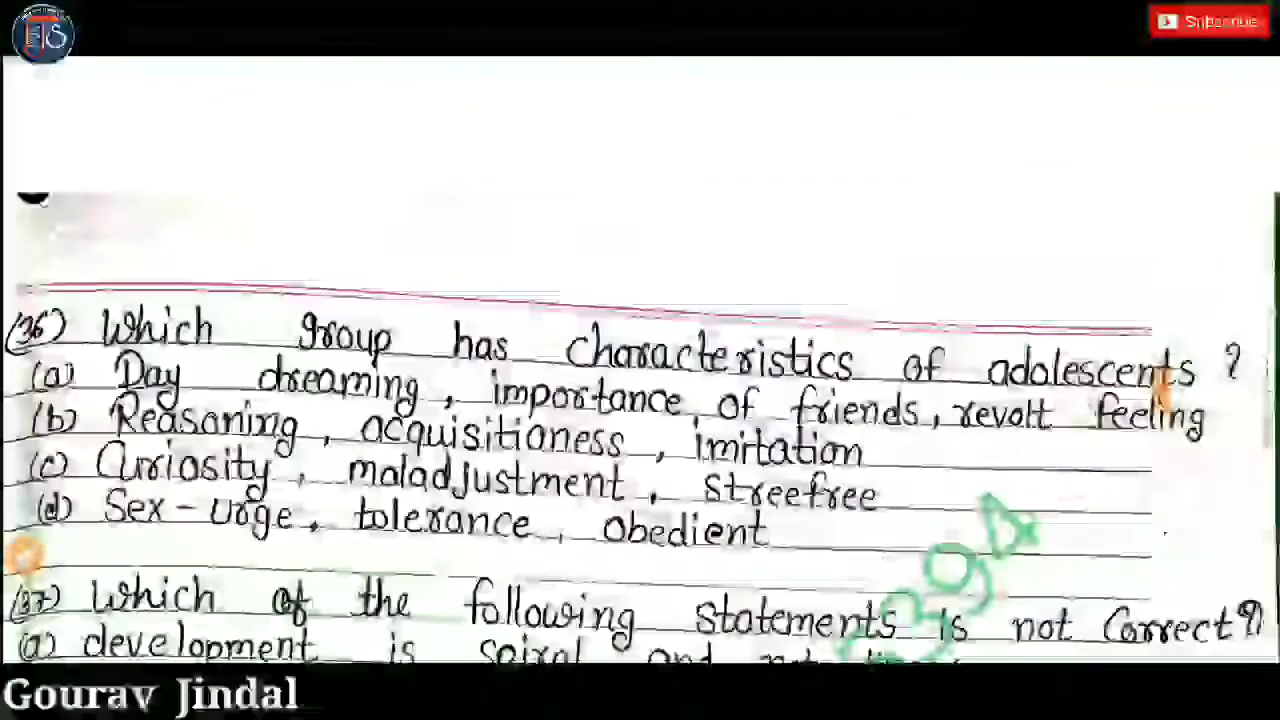 Subscribe
(36) Which group has characteristics of adolescents ?
(a) Day dreaming, importance of friends, revolt feeling
(b) Reasoning, acquisitioness, imitation
(c) Curiosity, maladjustment, streefree
(d) Sex-urge, tolerance, obedient
(37) Which of the following statements is not correct?
(a) development is spiral and not
Gourav Jindal